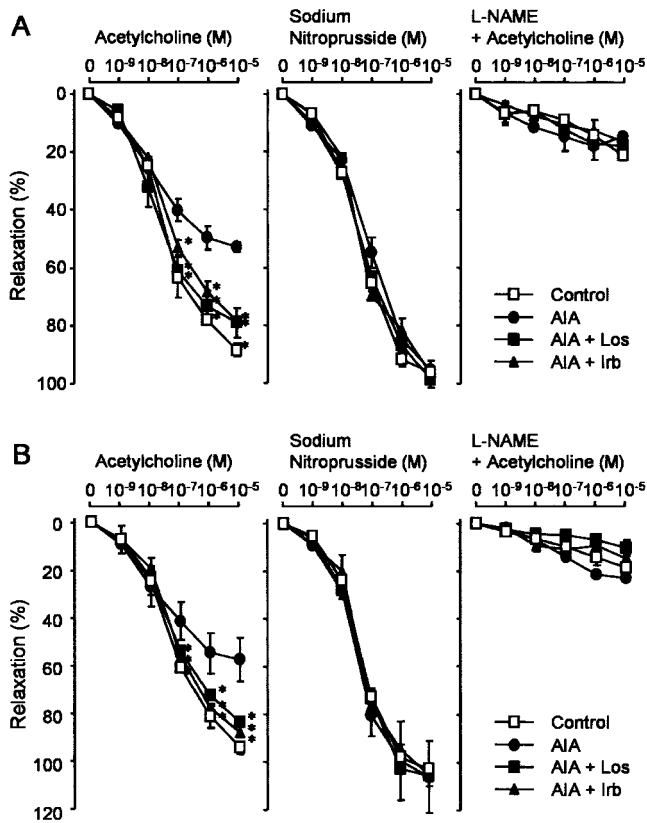 A
Acetylcholine (M)
Sodium
Nitroprusside (M)
L-NAME
+ Acetylcholine (M)
0 10⁻⁹ 10⁻⁸ 10⁻⁷ 10⁻⁶ 10⁻⁵
0 10⁻⁹ 10⁻⁸ 10⁻⁷ 10⁻⁶ 10⁻⁵
0 10⁻⁹ 10⁻⁸ 10⁻⁷ 10⁻⁶ 10⁻⁵
Relaxation (%)
0
20
40
60
80
100
* * * * * * * * *
Control
AIA
AIA + Los
AIA + Irb
B
Acetylcholine (M)
Sodium
Nitroprusside (M)
L-NAME
+ Acetylcholine (M)
0 10⁻⁹ 10⁻⁸ 10⁻⁷ 10⁻⁶ 10⁻⁵
0 10⁻⁹ 10⁻⁸ 10⁻⁷ 10⁻⁶ 10⁻⁵
0 10⁻⁹ 10⁻⁸ 10⁻⁷ 10⁻⁶ 10⁻⁵
Relaxation (%)
0
20
40
60
80
100
120
* * * * * * * *
Control
AIA
AIA + Los
AIA + Irb